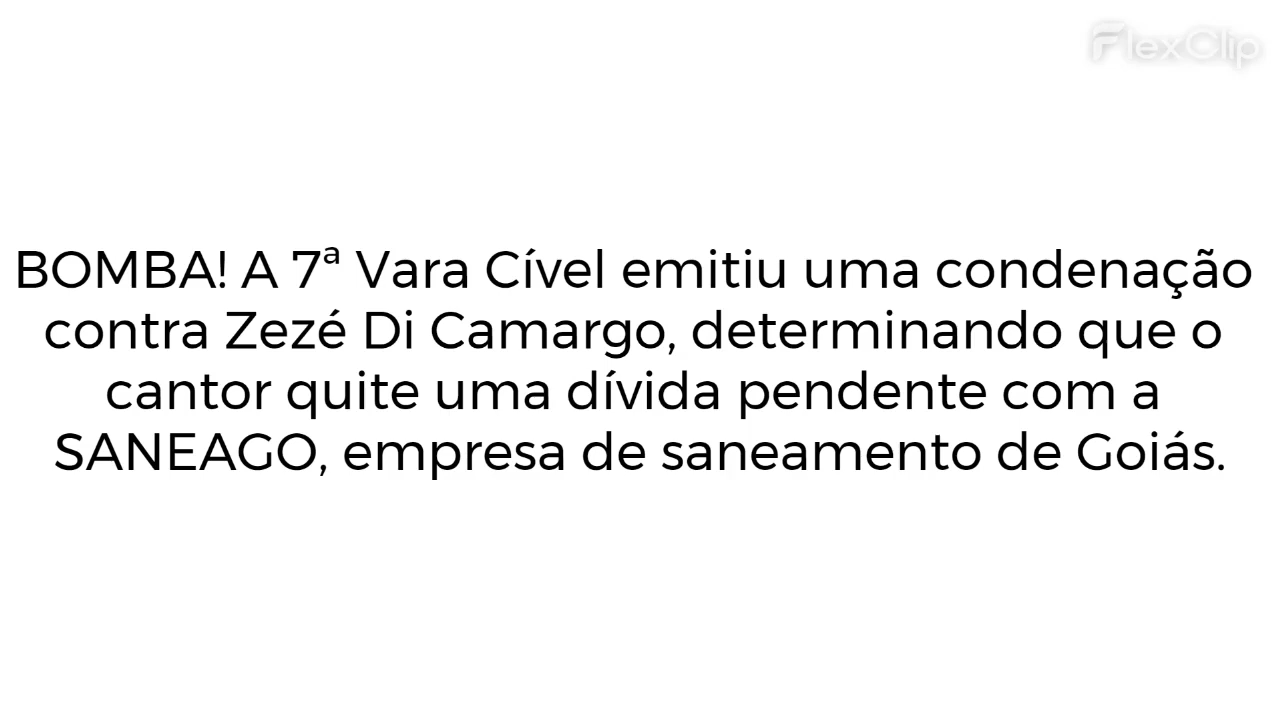 FlexClip
BOMBA! A 7ª Vara Cível emitiu uma condenação
contra Zezé Di Camargo, determinando que o
cantor quite uma dívida pendente com a
SANEAGO, empresa de saneamento de Goiás.